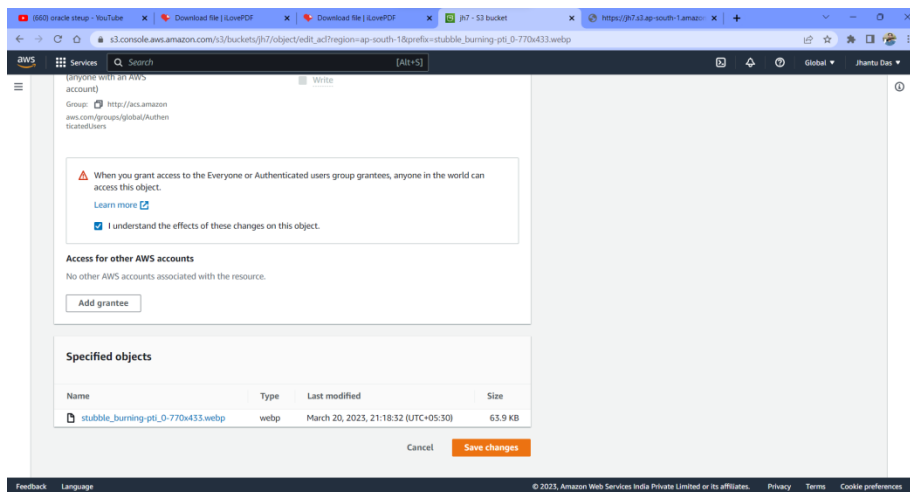 (660) oracle steup - YouTube
Download file | iLovePDF
Download file | iLovePDF
jh7 - S3 bucket
https://jh7.s3.ap-south-1.amazo
s3.console.aws.amazon.com/s3/buckets/jh7/object/edit_acl?region=ap-south-1&prefix=stubble_burning-pti_0-770x433.webp
aws
Services
Search
[Alt+S]
Global
Jhantu Das
(anyone with an AWS
account)
Write
Group: http://acs.amazon
aws.com/groups/global/Authen
ticatedUsers
When you grant access to the Everyone or Authenticated users group grantees, anyone in the world can
access this object.
Learn more
I understand the effects of these changes on this object.
Access for other AWS accounts
No other AWS accounts associated with the resource.
Add grantee
Specified objects
Name Type Last modified Size
stubble_burning-pti_0-770x433.webp webp March 20, 2023, 21:18:32 (UTC+05:30) 63.9 KB
Cancel Save changes
Feedback Language © 2023, Amazon Web Services India Private Limited or its affiliates. Privacy Terms Cookie preferences